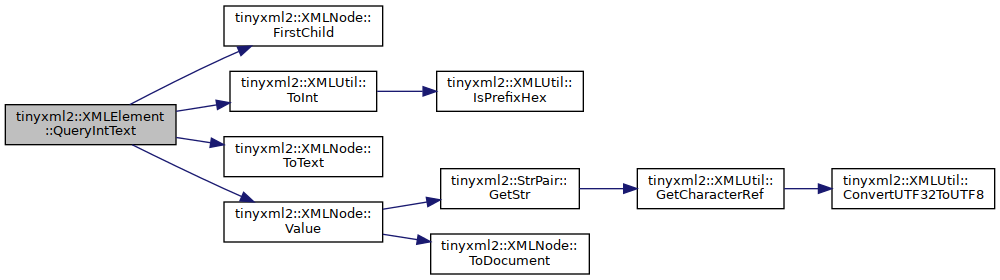 tinyxml2::XMLElement
::QueryIntText
tinyxml2::XMLNode::
FirstChild
tinyxml2::XMLUtil::
ToInt
tinyxml2::XMLUtil::
IsPrefixHex
tinyxml2::XMLNode::
ToText
tinyxml2::XMLNode::
Value
tinyxml2::StrPair::
GetStr
tinyxml2::XMLUtil::
GetCharacterRef
tinyxml2::XMLUtil::
ConvertUTF32ToUTF8
tinyxml2::XMLNode::
ToDocument